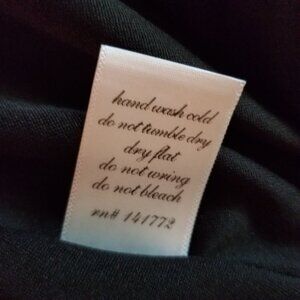 hand wash cold
do not tumble dry
dry flat
do not wring
do not bleach
rn# 141772